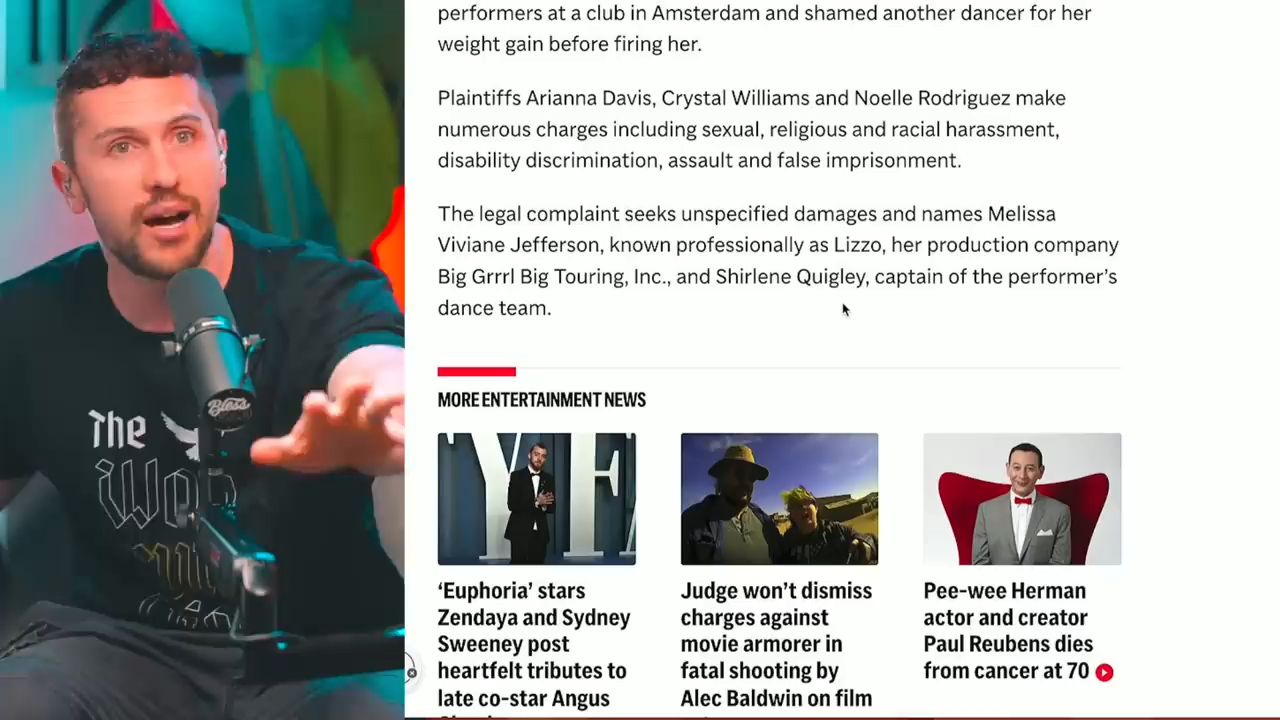 performers at a club in Amsterdam and shamed another dancer for her
weight gain before firing her.
Plaintiffs Arianna Davis, Crystal Williams and Noelle Rodriguez make
numerous charges including sexual, religious and racial harassment,
disability discrimination, assault and false imprisonment.
The legal complaint seeks unspecified damages and names Melissa
Viviane Jefferson, known professionally as Lizzo, her production company
Big Grrrl Big Touring, Inc., and Shirlene Quigley, captain of the performer's
dance team.
MORE ENTERTAINMENT NEWS
'Euphoria' stars
Zendaya and Sydney
Sweeney post
heartfelt tributes to
late co-star Angus
Judge won't dismiss
charges against
movie armorer in
fatal shooting by
Alec Baldwin on film
Pee-wee Herman
actor and creator
Paul Reubens dies
from cancer at 70
The
Bless